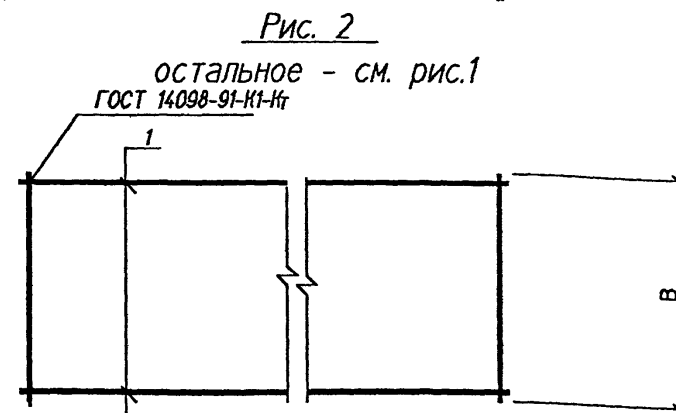 Рис. 2
остальное - см. рис.1
ГОСТ 14098-91-К1-Кт
1
В